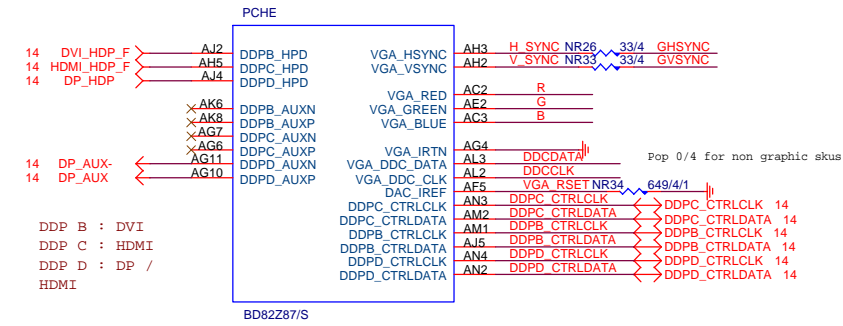 PCHE
14 DVI_HDP_F AJ2 DDPB_HPD VGA_HSYNC AH3 H_SYNC NR26 33/4 GHSYNC
14 HDMI_HDP_F AH5 DDPC_HPD VGA_VSYNC AH2 V_SYNC NR33 33/4 GVSYNC
14 DP_HDP AJ4 DDPD_HPD
VGA_RED AC2 R
AK6 DDPB_AUXN VGA_GREEN AE2 G
AK8 DDPB_AUXP VGA_BLUE AC3 B
AG7 DDPC_AUXN
AG6 DDPC_AUXP VGA_IRTN AG4
14 DP_AUX- AG11 DDPD_AUXN VGA_DDC_DATA AL3 DDCDATA Pop 0/4 for non graphic skus
14 DP_AUX AG10 DDPD_AUXP VGA_DDC_CLK AL2 DDCCLK
DAC_IREF AF5 VGA_RSET NR34 649/4/1
DDPC_CTRLCLK AN3 DDPC_CTRLCLK DDPC_CTRLCLK 14
DDPC_CTRLDATA AM2 DDPC_CTRLDATA DDPC_CTRLDATA 14
DDPB_CTRLCLK AM1 DDPB_CTRLCLK DDPB_CTRLCLK 14
DDPB_CTRLDATA AJ5 DDPB_CTRLDATA DDPB_CTRLDATA 14
DDPD_CTRLCLK AN4 DDPD_CTRLCLK DDPD_CTRLCLK 14
DDPD_CTRLDATA AN2 DDPD_CTRLDATA DDPD_CTRLDATA 14
DDP B : DVI
DDP C : HDMI
DDP D : DP /
HDMI
BD82Z87/S